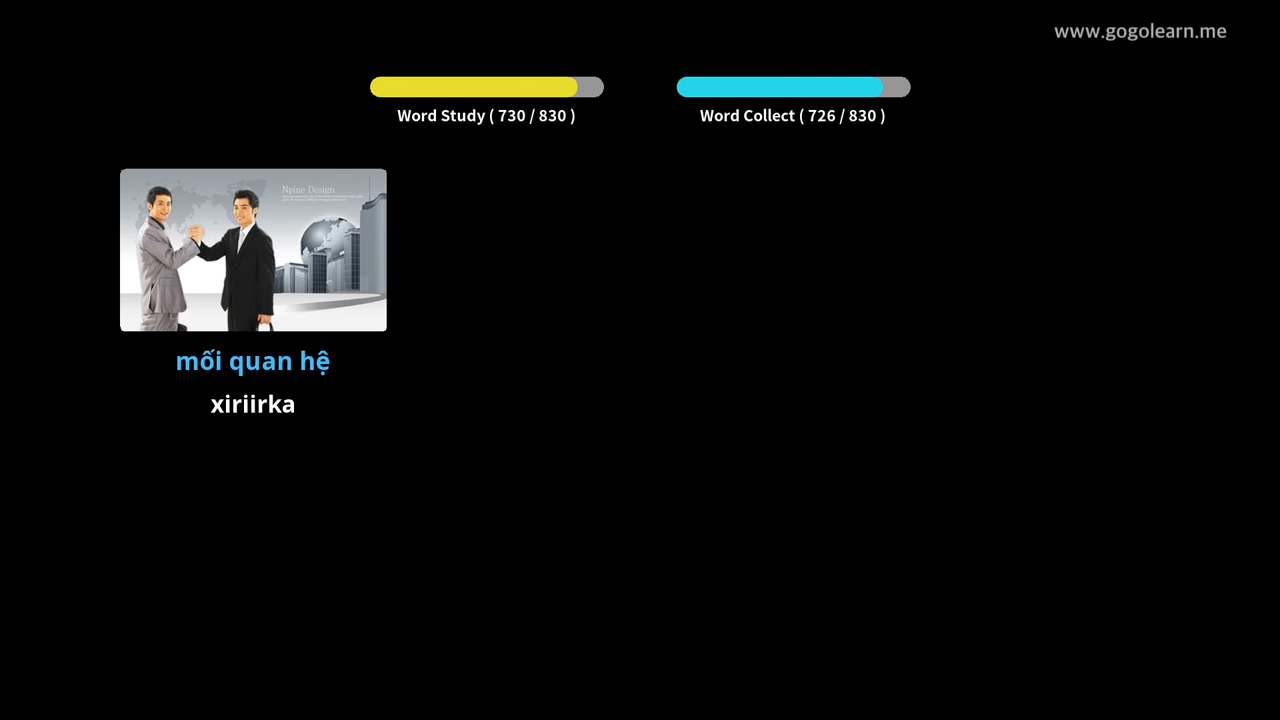 www.gogolearn.me
Word Study ( 730 / 830 )
Word Collect ( 726 / 830 )
Npine Design
mối quan hệ
xiriirka